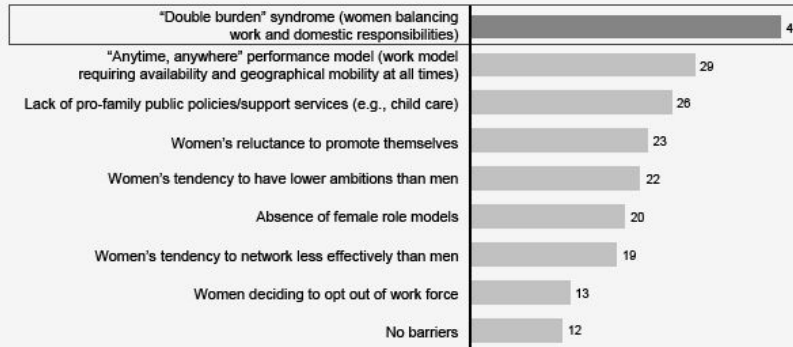 “Double burden” syndrome (women balancing
work and domestic responsibilities)
4
“Anytime, anywhere” performance model (work model
requiring availability and geographical mobility at all times)
29
Lack of pro-family public policies/support services (e.g., child care)
26
Women’s reluctance to promote themselves
23
Women’s tendency to have lower ambitions than men
22
Absence of female role models
20
Women’s tendency to network less effectively than men
19
Women deciding to opt out of work force
13
No barriers
12